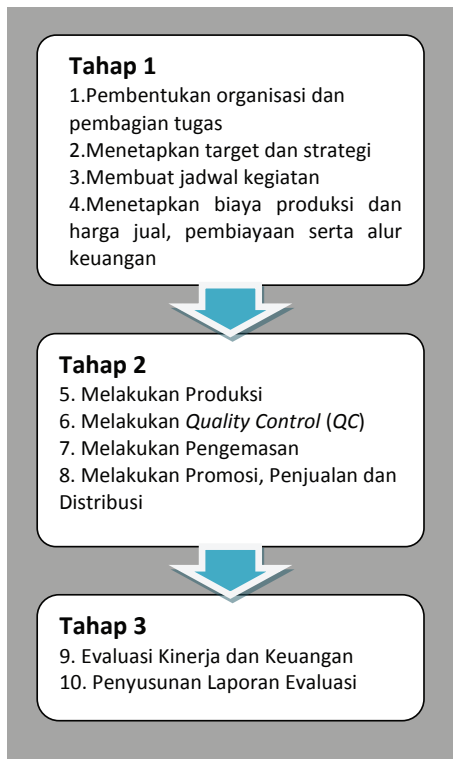 Tahap 1
1.Pembentukan organisasi dan
pembagian tugas
2.Menetapkan target dan strategi
3.Membuat jadwal kegiatan
4.Menetapkan biaya produksi dan
harga jual, pembiayaan serta alur
keuangan
Tahap 2
5. Melakukan Produksi
6. Melakukan Quality Control (QC)
7. Melakukan Pengemasan
8. Melakukan Promosi, Penjualan dan
Distribusi
Tahap 3
9. Evaluasi Kinerja dan Keuangan
10. Penyusunan Laporan Evaluasi